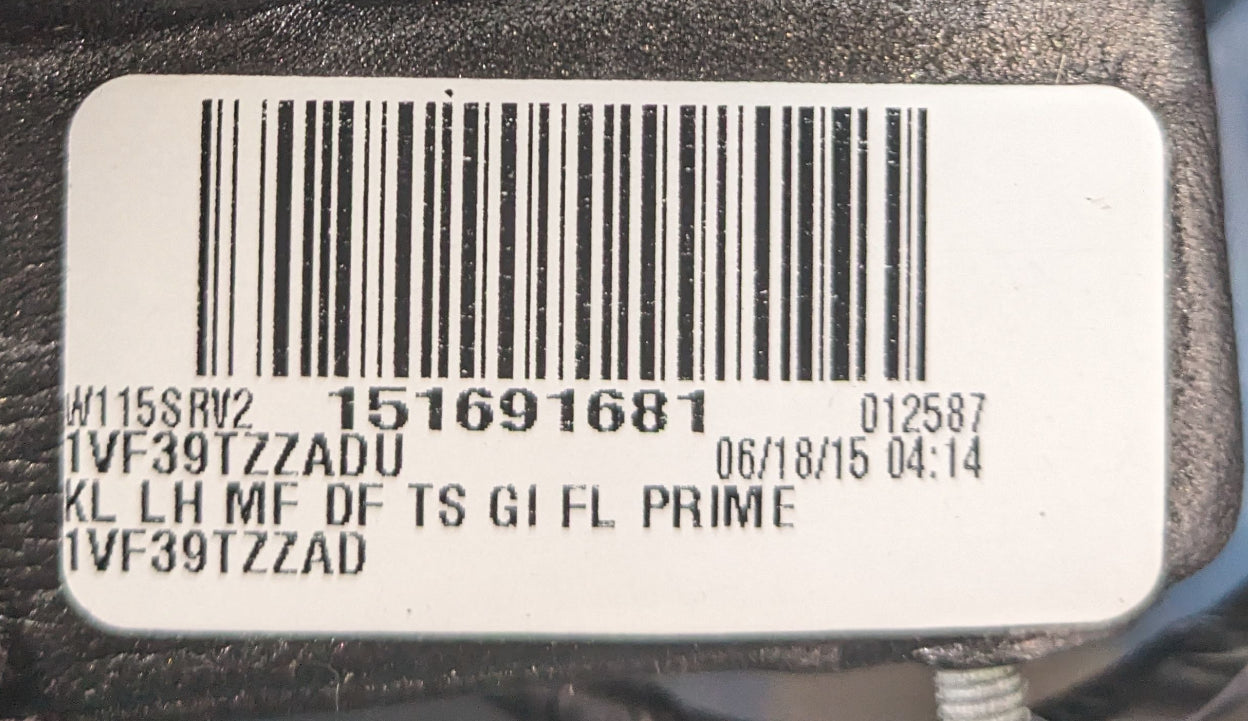 W115SRV2 151691681 012587
1VF39TZZADU 06/18/15 04:14
KL LH MF DF TS GI FL PRIME
1VF39TZZAD